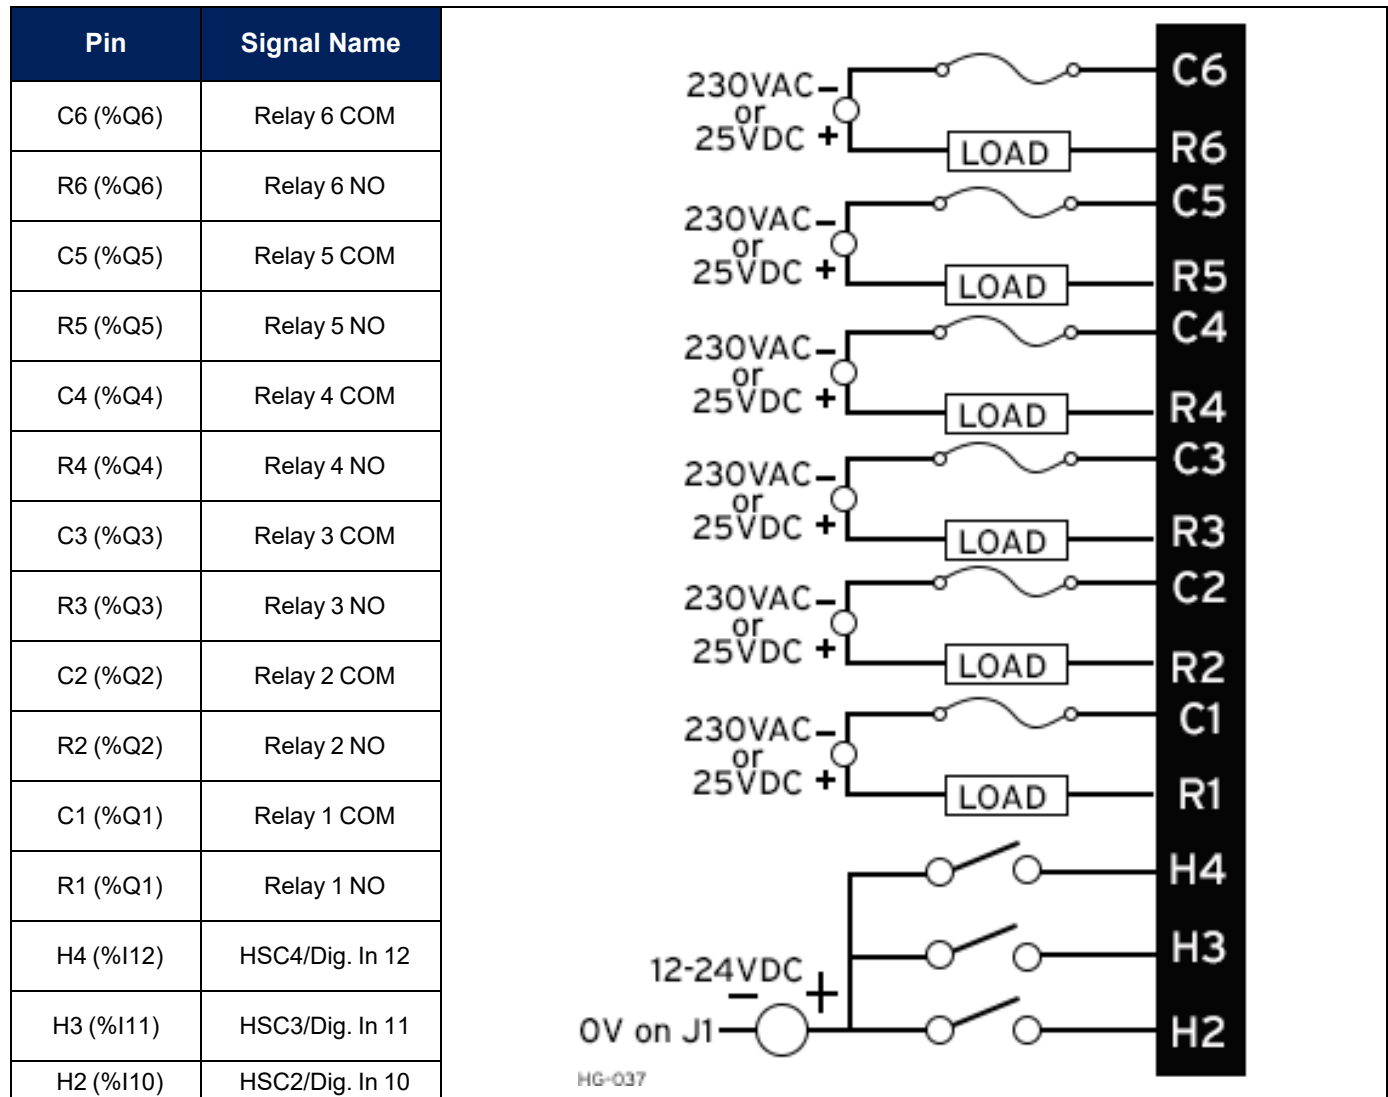 Pin Signal Name
C6 (%Q6) Relay 6 COM
R6 (%Q6) Relay 6 NO
C5 (%Q5) Relay 5 COM
R5 (%Q5) Relay 5 NO
C4 (%Q4) Relay 4 COM
R4 (%Q4) Relay 4 NO
C3 (%Q3) Relay 3 COM
R3 (%Q3) Relay 3 NO
C2 (%Q2) Relay 2 COM
R2 (%Q2) Relay 2 NO
C1 (%Q1) Relay 1 COM
R1 (%Q1) Relay 1 NO
H4 (%I12) HSC4/Dig. In 12
H3 (%I11) HSC3/Dig. In 11
H2 (%I10) HSC2/Dig. In 10
C6
230VAC -
or
25VDC +
LOAD R6
C5
230VAC -
or
25VDC +
LOAD R5
C4
230VAC -
or
25VDC +
LOAD R4
C3
230VAC -
or
25VDC +
LOAD R3
C2
230VAC -
or
25VDC +
LOAD R2
C1
230VAC -
or
25VDC +
LOAD R1
H4
H3
12-24VDC
- +
0V on J1 H2
HG-037